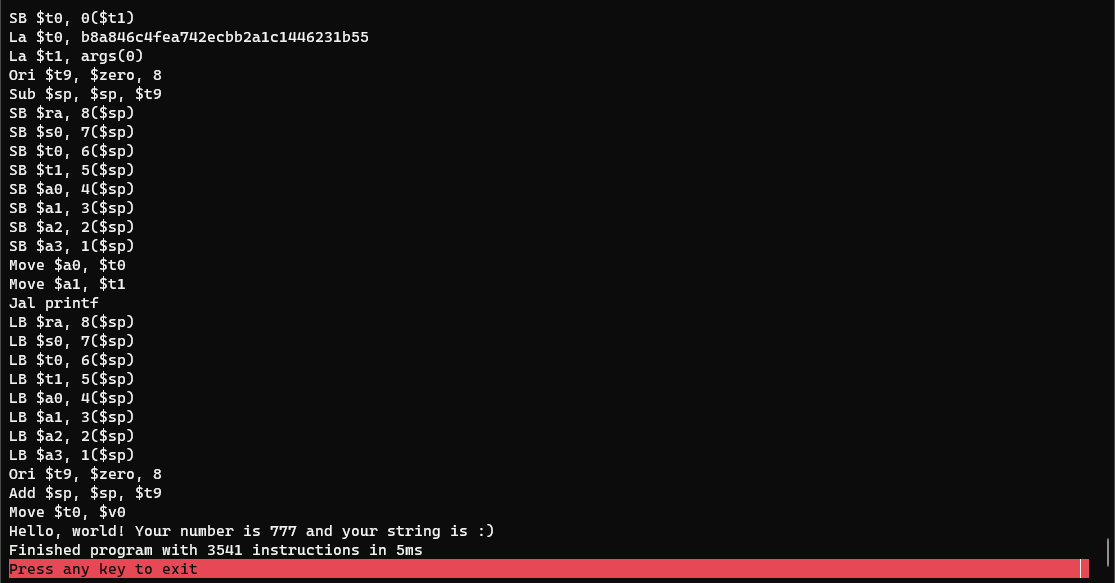 SB $t0, 0($t1)
La $t0, b8a846c4fea742ecbb2a1c1446231b55
La $t1, args(0)
Ori $t9, $zero, 8
Sub $sp, $sp, $t9
SB $ra, 8($sp)
SB $s0, 7($sp)
SB $t0, 6($sp)
SB $t1, 5($sp)
SB $a0, 4($sp)
SB $a1, 3($sp)
SB $a2, 2($sp)
SB $a3, 1($sp)
Move $a0, $t0
Move $a1, $t1
Jal printf
LB $ra, 8($sp)
LB $s0, 7($sp)
LB $t0, 6($sp)
LB $t1, 5($sp)
LB $a0, 4($sp)
LB $a1, 3($sp)
LB $a2, 2($sp)
LB $a3, 1($sp)
Ori $t9, $zero, 8
Add $sp, $sp, $t9
Move $t0, $v0
Hello, world! Your number is 777 and your string is :)
Finished program with 3541 instructions in 5ms
Press any key to exit